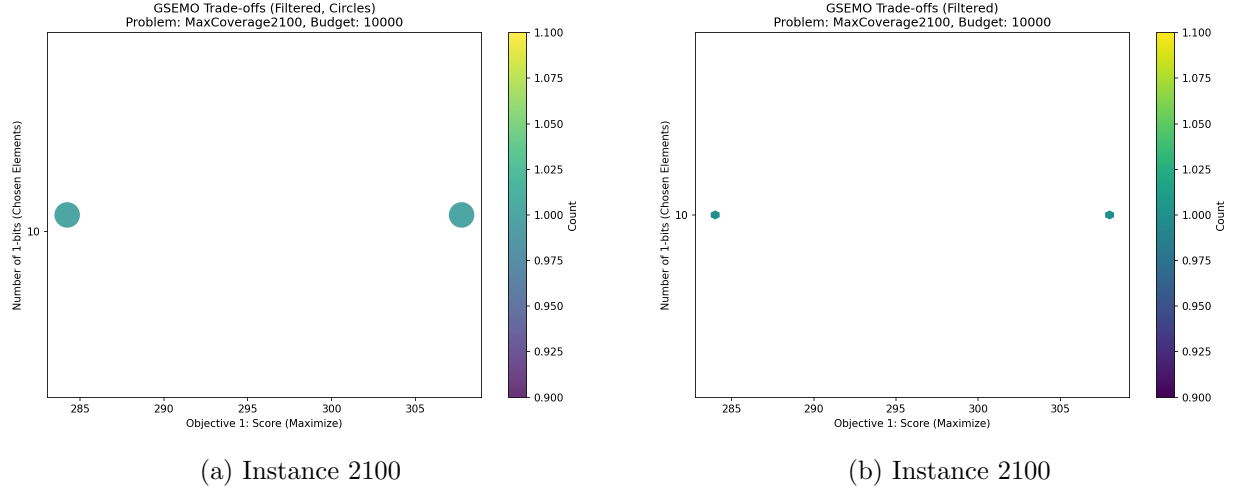 GSEMO Trade-offs (Filtered, Circles)
Problem: MaxCoverage2100, Budget: 10000
Number of 1-bits (Chosen Elements)
10
285 290 295 300 305
Objective 1: Score (Maximize)
1.100
1.075
1.050
1.025
1.000
0.975
0.950
0.925
0.900
Count
(a) Instance 2100
GSEMO Trade-offs (Filtered)
Problem: MaxCoverage2100, Budget: 10000
Number of 1-bits (Chosen Elements)
10
285 290 295 300 305
Objective 1: Score (Maximize)
1.100
1.075
1.050
1.025
1.000
0.975
0.950
0.925
0.900
Count
(b) Instance 2100